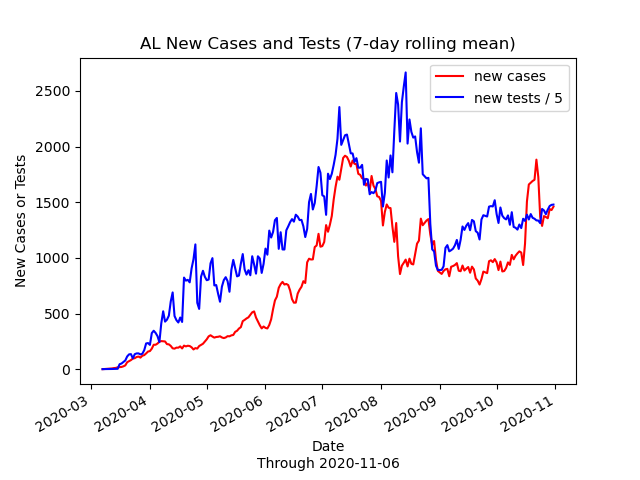 AL New Cases and Tests (7-day rolling mean)
new cases
new tests / 5
New Cases or Tests
2500
2000
1500
1000
500
0
2020-03
2020-04
2020-05
2020-06
2020-07
2020-08
2020-09
2020-10
2020-11
Date
Through 2020-11-06